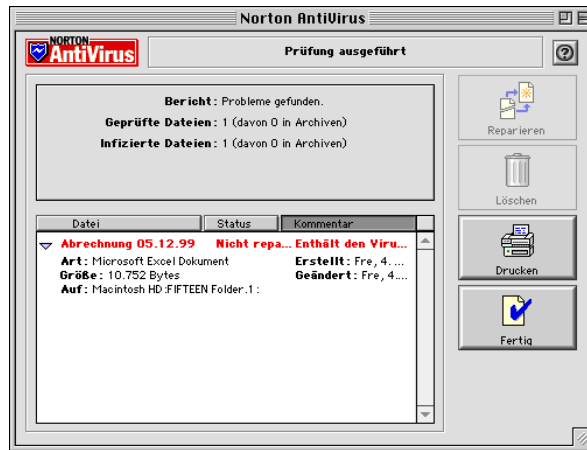 Norton AntiVirus
NORTON
AntiVirus
Prüfung ausgeführt
?
Bericht: Probleme gefunden.
Geprüfte Dateien: 1 (davon 0 in Archiven)
Infizierte Dateien: 1 (davon 0 in Archiven)
Reparieren
Löschen
Datei Status Kommentar
Abrechnung 05.12.99 Nicht repa... Enthält den Viru...
Art: Microsoft Excel Dokument Erstellt: Fre, 4. ...
Größe: 10.752 Bytes Geändert: Fre, 4....
Auf: Macintosh HD:FIFTEEN Folder.1:
Drucken
Fertig